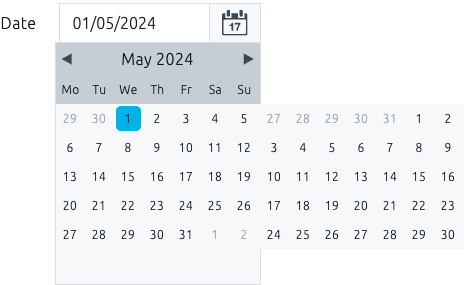 Date 01/05/2024 17
May 2024
Mo Tu We Th Fr Sa Su
29 30 1 2 3 4 5 27 28 29 30 31 1 2
6 7 8 9 10 11 12 3 4 5 6 7 8 9
13 14 15 16 17 18 19 10 11 12 13 14 15 16
20 21 22 23 24 25 26 17 18 19 20 21 22 23
27 28 29 30 31 1 2 24 25 26 27 28 29 30